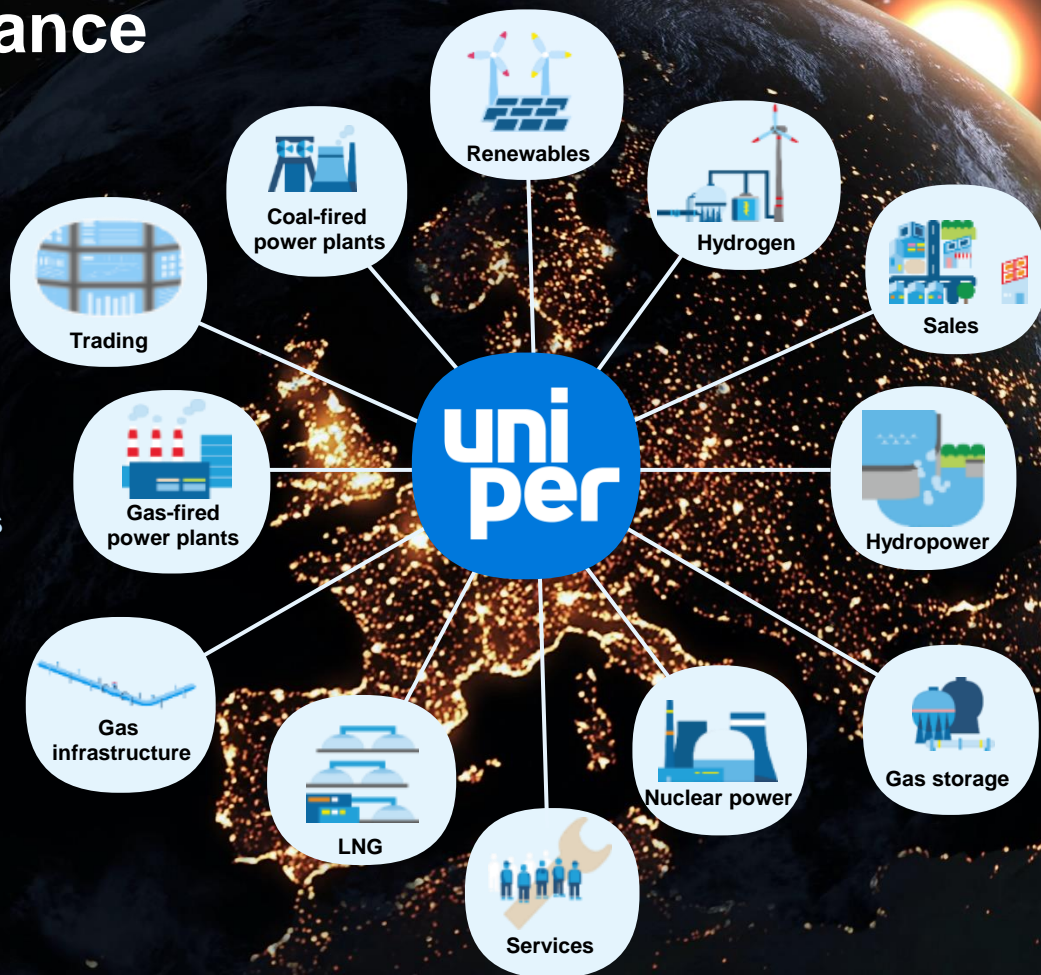 ance
Renewables
Coal-fired
power plants
Hydrogen
Trading
Sales
uni
per
Gas-fired
power plants
s
Hydropower
Gas
infrastructure
LNG
Nuclear power
Gas storage
Services